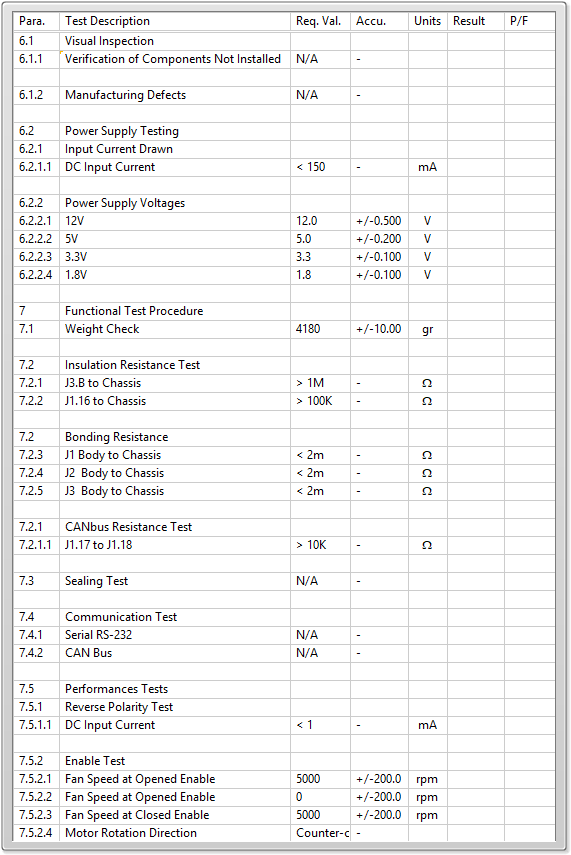 Para. Test Description Req. Val. Accu. Units Result P/F
6.1 Visual Inspection
6.1.1 Verification of Components Not Installed N/A -
6.1.2 Manufacturing Defects N/A -
6.2 Power Supply Testing
6.2.1 Input Current Drawn
6.2.1.1 DC Input Current < 150 - mA
6.2.2 Power Supply Voltages
6.2.2.1 12V 12.0 +/-0.500 V
6.2.2.2 5V 5.0 +/-0.200 V
6.2.2.3 3.3V 3.3 +/-0.100 V
6.2.2.4 1.8V 1.8 +/-0.100 V
7 Functional Test Procedure
7.1 Weight Check 4180 +/-10.00 gr
7.2 Insulation Resistance Test
7.2.1 J3.B to Chassis > 1M - Ω
7.2.2 J1.16 to Chassis > 100K - Ω
7.2 Bonding Resistance
7.2.3 J1 Body to Chassis < 2m - Ω
7.2.4 J2 Body to Chassis < 2m - Ω
7.2.5 J3 Body to Chassis < 2m - Ω
7.2.1 CANbus Resistance Test
7.2.1.1 J1.17 to J1.18 > 10K - Ω
7.3 Sealing Test N/A -
7.4 Communication Test
7.4.1 Serial RS-232 N/A -
7.4.2 CAN Bus N/A -
7.5 Performances Tests
7.5.1 Reverse Polarity Test
7.5.1.1 DC Input Current < 1 - mA
7.5.2 Enable Test
7.5.2.1 Fan Speed at Opened Enable 5000 +/-200.0 rpm
7.5.2.2 Fan Speed at Opened Enable 0 +/-200.0 rpm
7.5.2.3 Fan Speed at Closed Enable 5000 +/-200.0 rpm
7.5.2.4 Motor Rotation Direction Counter-c -